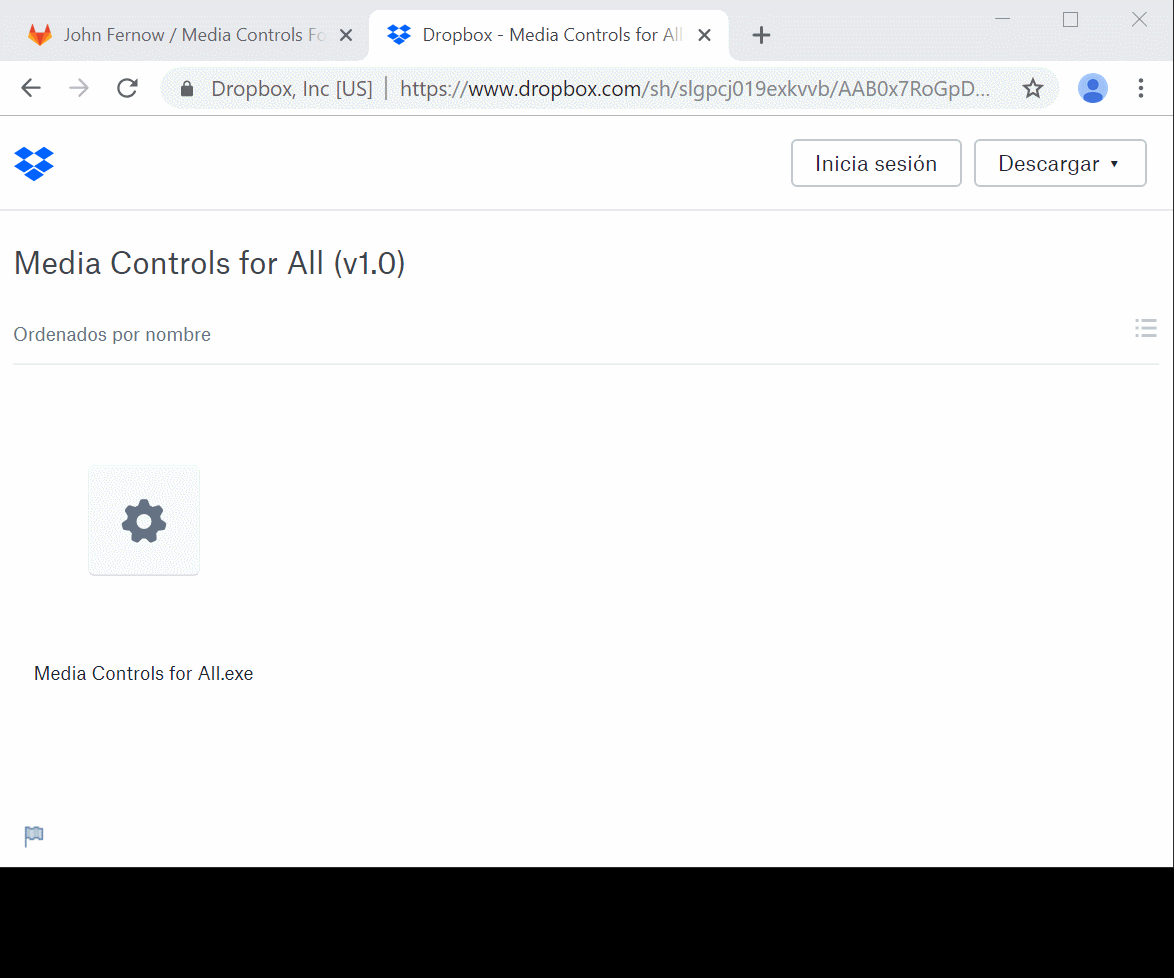 John Fernow / Media Controls Fo
Dropbox - Media Controls for All
Dropbox, Inc [US] | https://www.dropbox.com/sh/slgpcj019exkvvb/AAB0x7RoGpD...
Inicia sesión
Descargar
Media Controls for All (v1.0)
Ordenados por nombre
Media Controls for All.exe